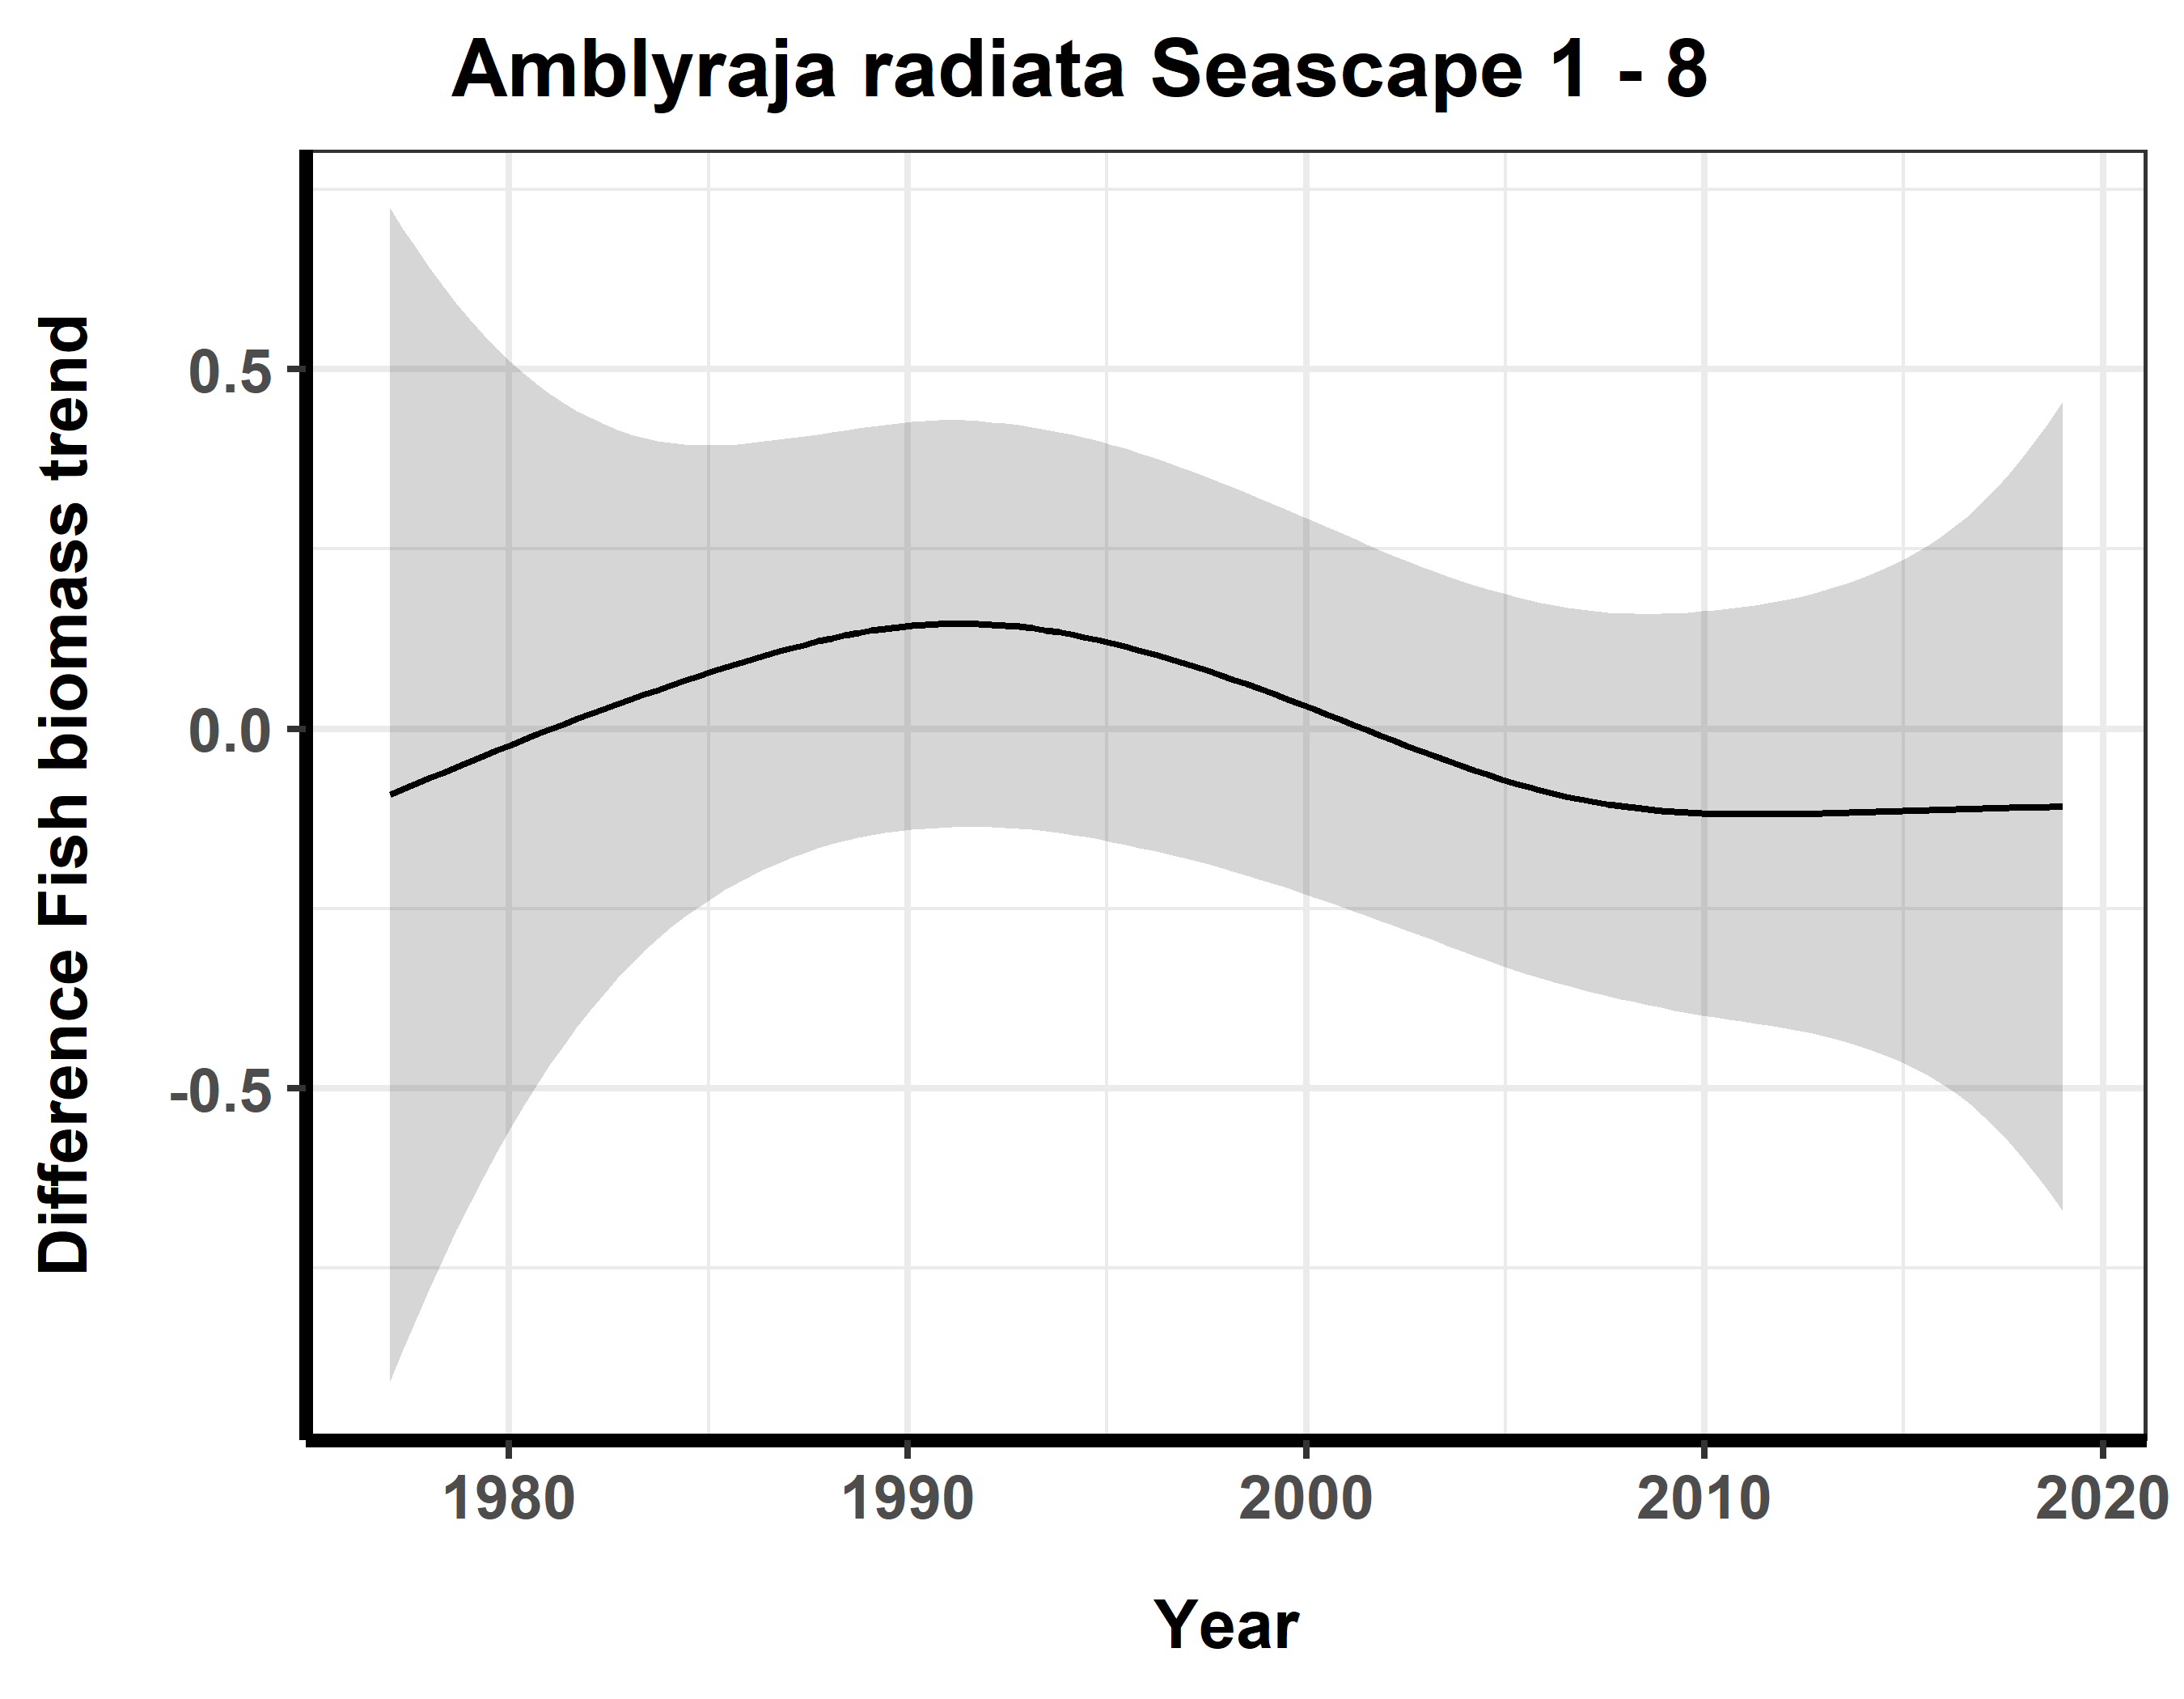 Amblyraja radiata Seascape 1 - 8
Difference Fish biomass trend
0.5
0.0
-0.5
1980 1990 2000 2010 2020
Year